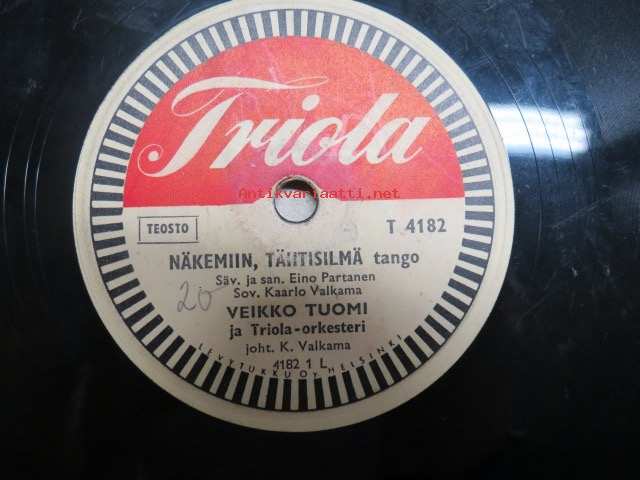 Triola
Antikvariaatti.net
TEOSTO
T 4182
NÄKEMIIN, TÄHTISILMÄ tango
Säv. ja san. Eino Partanen
Sov. Kaarlo Valkama
20
VEIKKO TUOMI
ja Triola-orkesteri
joht. K. Valkama
4182 1 L
LEVYTUKKU OY. HELSINKI